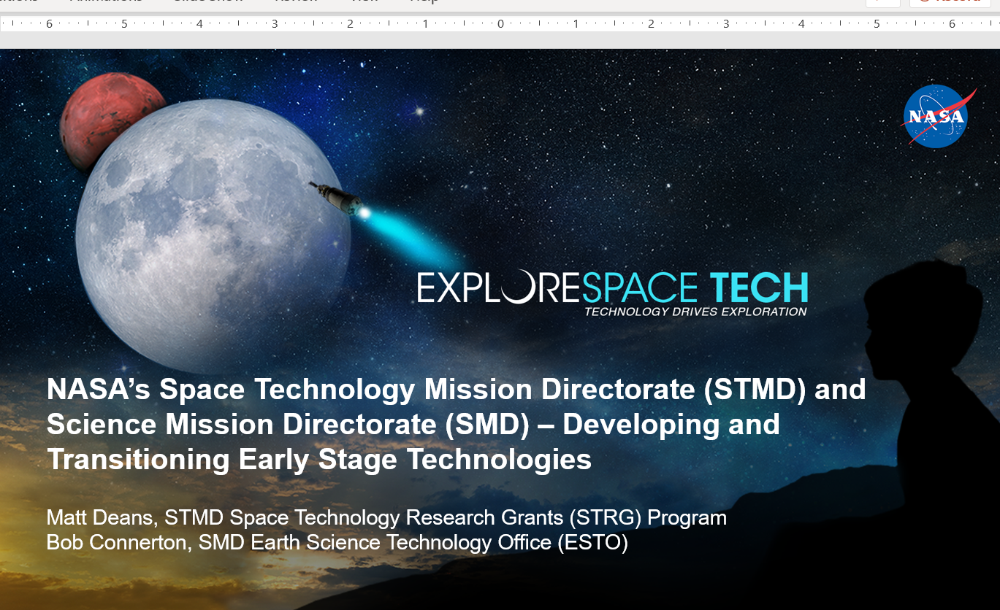 6 5 4 3 2 1 0 1 2 3 4 5 6
NASA
EXPLORESPACE TECH
TECHNOLOGY DRIVES EXPLORATION
NASA’s Space Technology Mission Directorate (STMD) and
Science Mission Directorate (SMD) – Developing and
Transitioning Early Stage Technologies
Matt Deans, STMD Space Technology Research Grants (STRG) Program
Bob Connerton, SMD Earth Science Technology Office (ESTO)